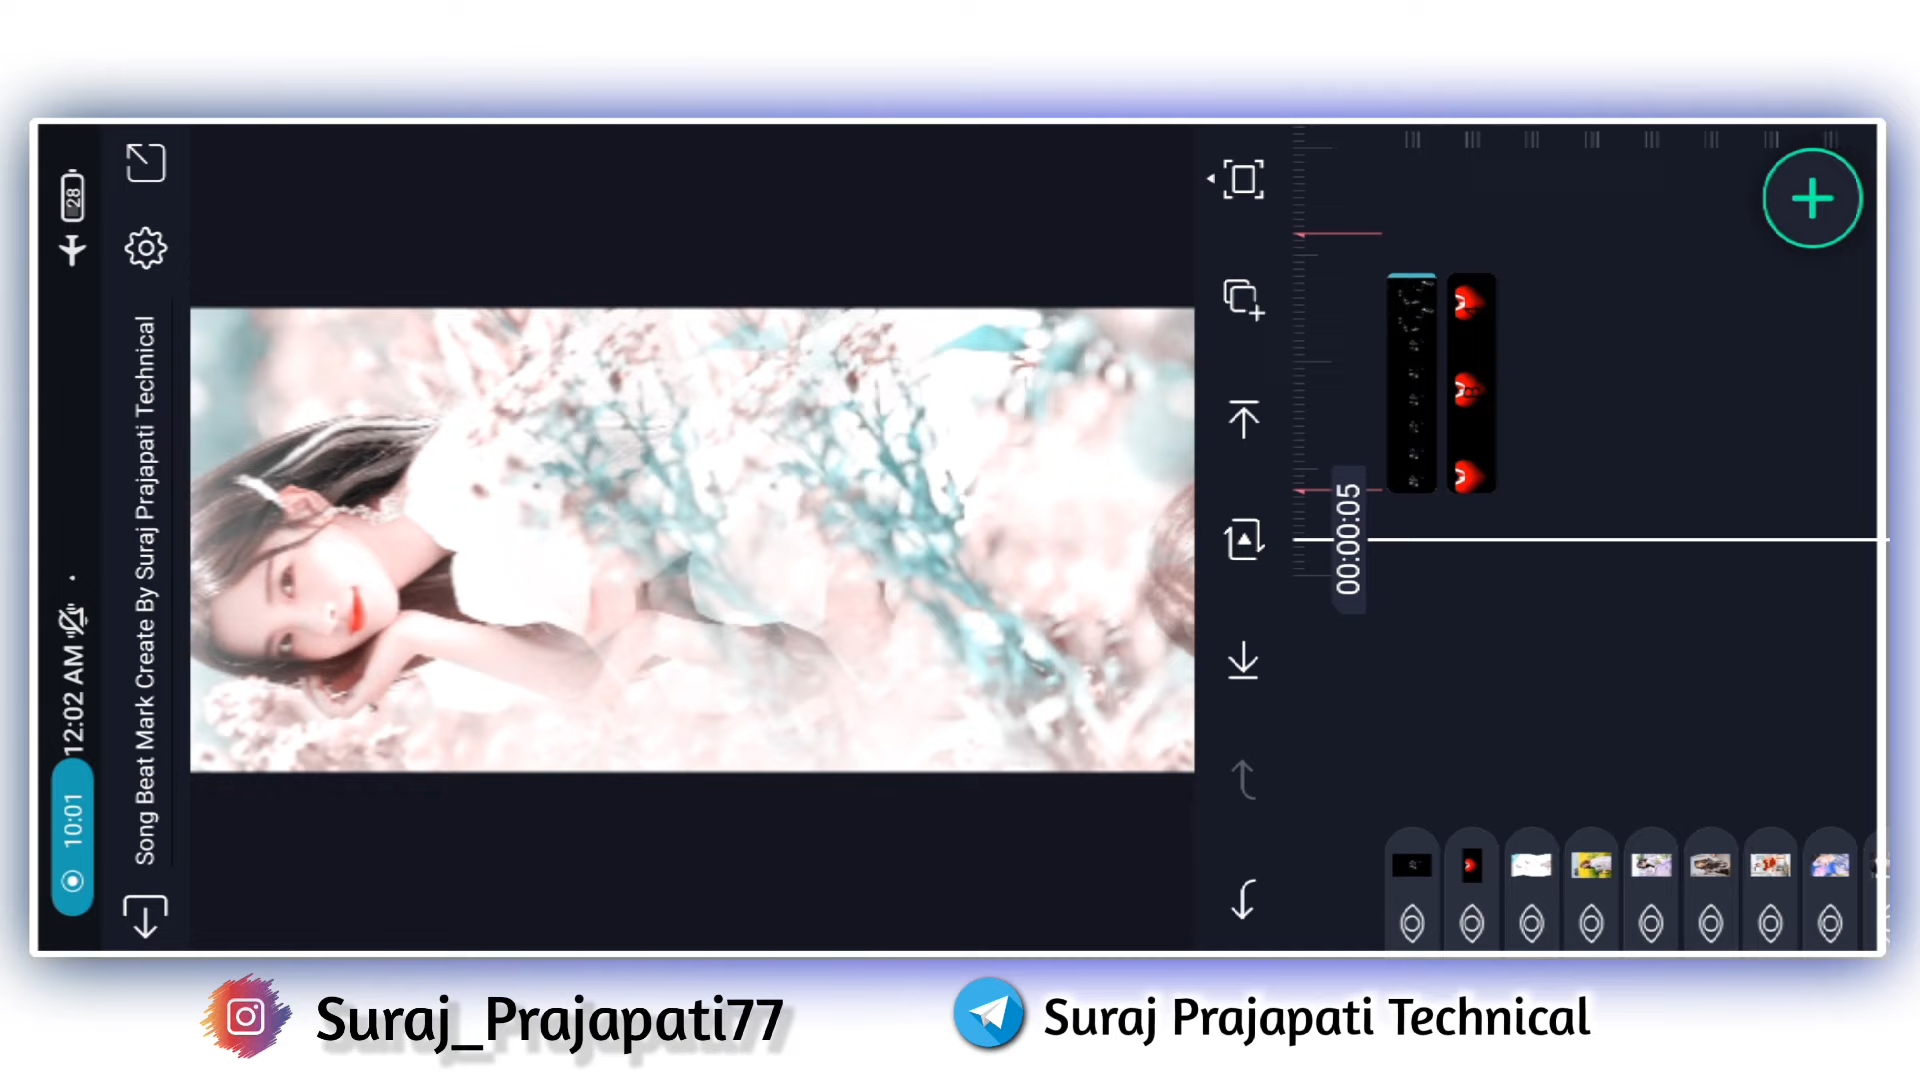 28
12:02 AM
10:01
Song Beat Mark Create By Suraj Prajapati Technical
00:00:05
Suraj_Prajapati77
Suraj Prajapati Technical